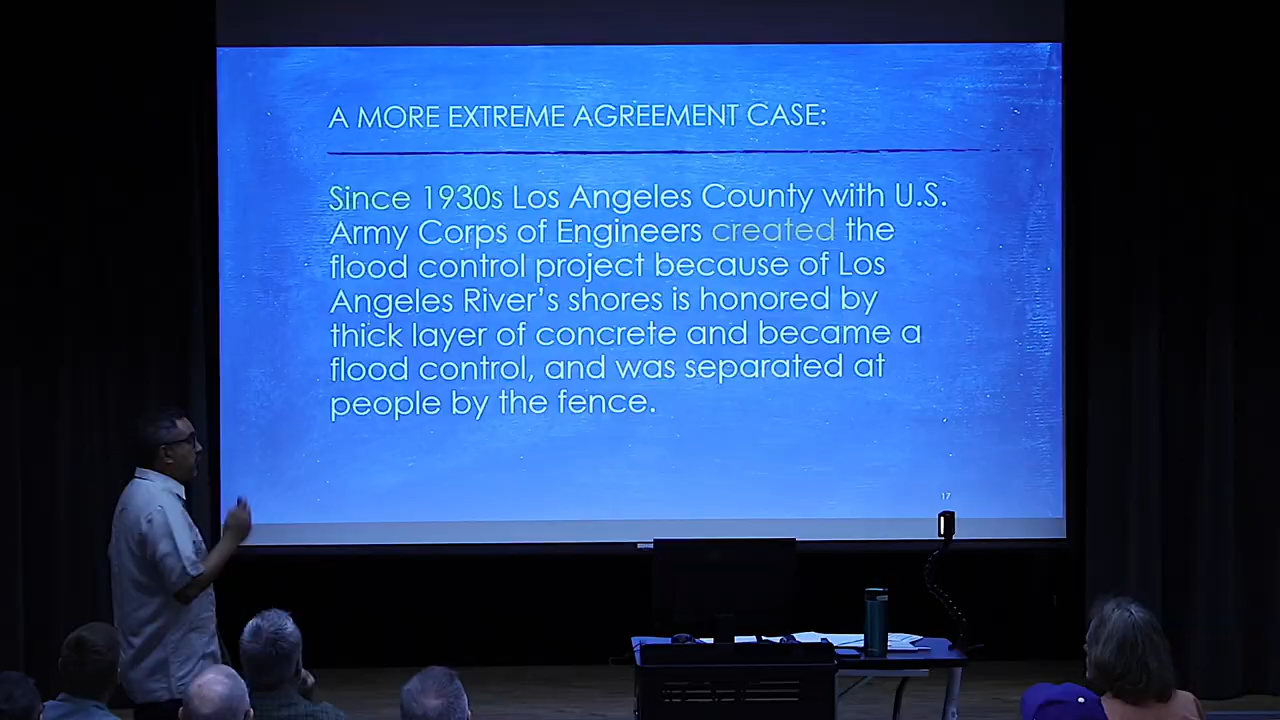 A MORE EXTREME AGREEMENT CASE:
Since 1930s Los Angeles County with U.S.
Army Corps of Engineers created the
flood control project because of Los
Angeles River’s shores is honored by
thick layer of concrete and became a
flood control, and was separated at
people by the fence.
17